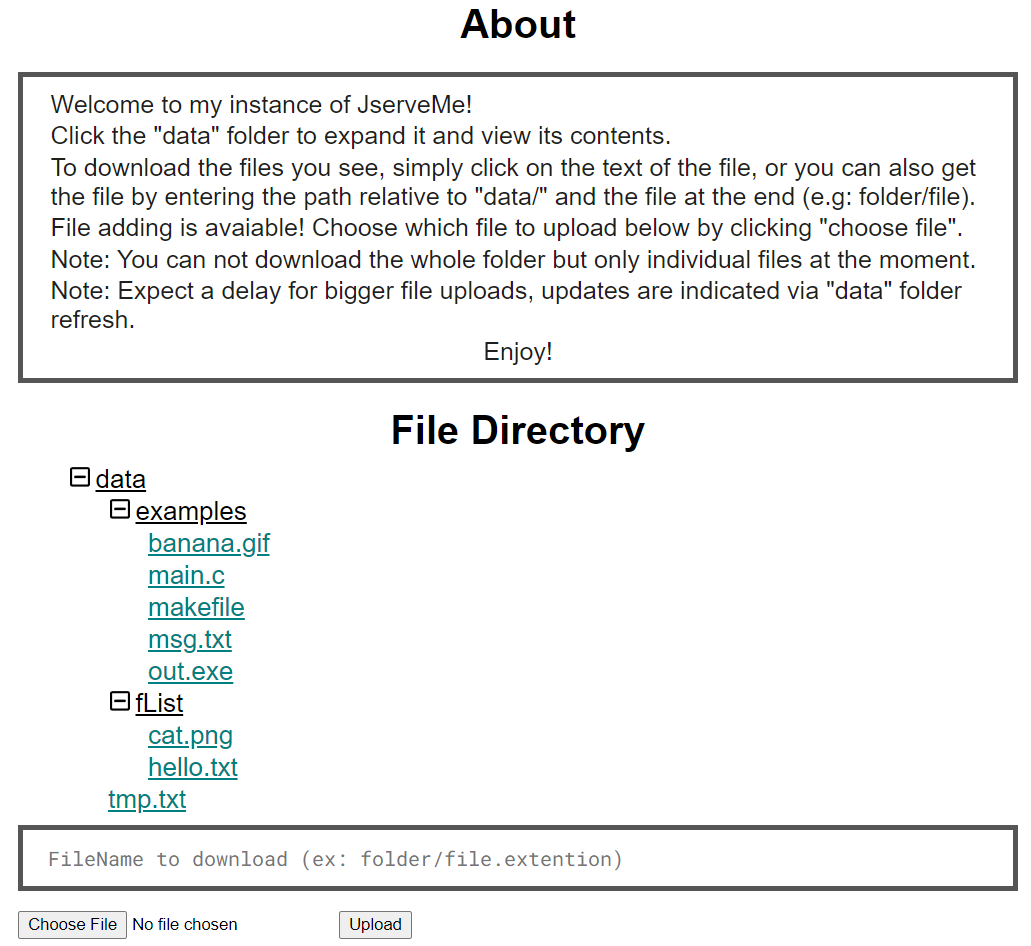 About
Welcome to my instance of JserveMe!
Click the "data" folder to expand it and view its contents.
To download the files you see, simply click on the text of the file, or you can also get
the file by entering the path relative to "data/" and the file at the end (e.g: folder/file).
File adding is avaiable! Choose which file to upload below by clicking "choose file".
Note: You can not download the whole folder but only individual files at the moment.
Note: Expect a delay for bigger file uploads, updates are indicated via "data" folder
refresh.
Enjoy!
File Directory
data
examples
banana.gif
main.c
makefile
msg.txt
out.exe
fList
cat.png
hello.txt
tmp.txt
FileName to download (ex: folder/file.extention)
Choose File No file chosen Upload